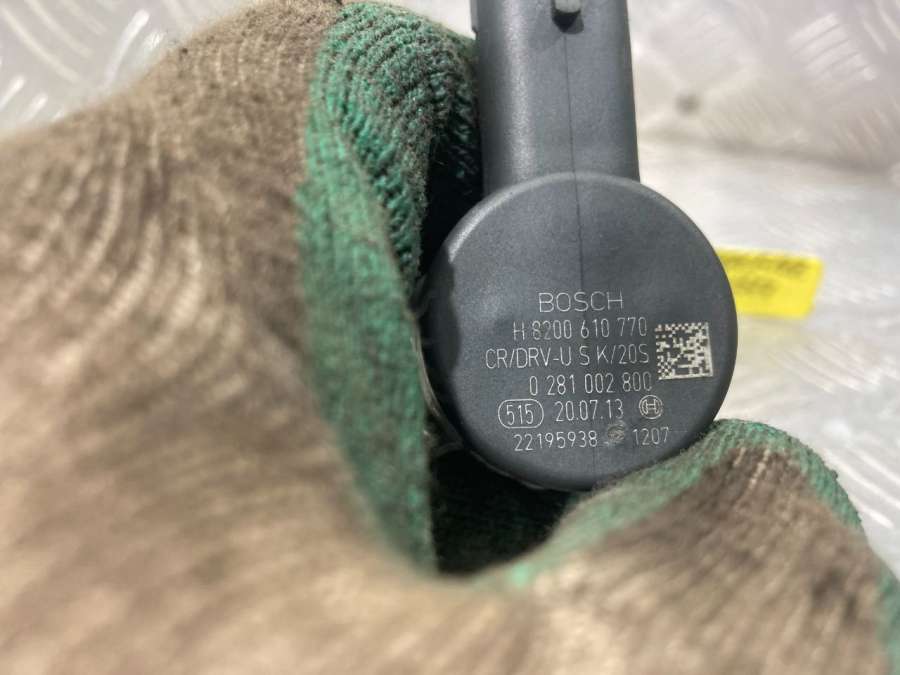 BOSCH
H 8200 610 770
CR/DRV-U S K/20S
0 281 002 800
515 20.07.13
22195938 1207